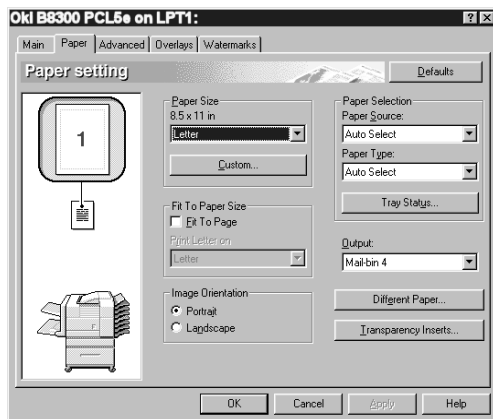 Oki B8300 PCL5e on LPT1:
Main Paper Advanced Overlays Watermarks
Paper setting
Defaults
1
Paper Size
8.5 x 11 in
Letter
Custom...
Fit To Paper Size
Fit To Page
Print Letter on
Letter
Image Orientation
Portrait
Landscape
Paper Selection
Paper Source:
Auto Select
Paper Type:
Auto Select
Tray Status...
Output:
Mail-bin 4
Different Paper...
Transparency Inserts...
OK Cancel Apply Help